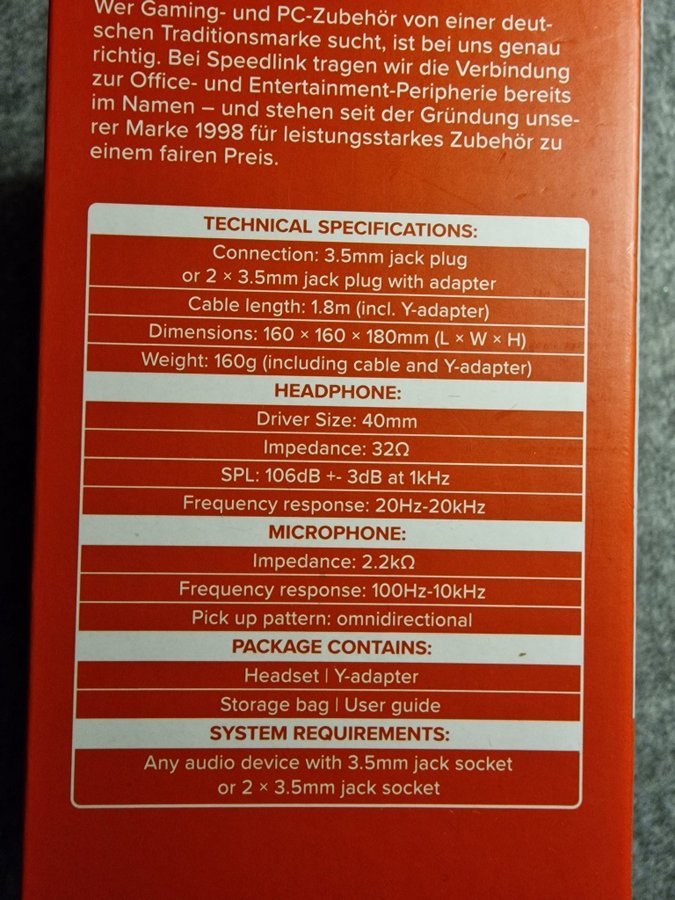 Wer Gaming- und PC-Zubehör von einer deut-
schen Traditionsmarke sucht, ist bei uns genau
richtig. Bei Speedlink tragen wir die Verbindung
zur Office- und Entertainment-Peripherie bereits
im Namen – und stehen seit der Gründung unse-
rer Marke 1998 für leistungsstarkes Zubehör zu
einem fairen Preis.
TECHNICAL SPECIFICATIONS:
Connection: 3.5mm jack plug
or 2 × 3.5mm jack plug with adapter
Cable length: 1.8m (incl. Y-adapter)
Dimensions: 160 × 160 × 180mm (L × W × H)
Weight: 160g (including cable and Y-adapter)
HEADPHONE:
Driver Size: 40mm
Impedance: 32Ω
SPL: 106dB +- 3dB at 1kHz
Frequency response: 20Hz-20kHz
MICROPHONE:
Impedance: 2.2kΩ
Frequency response: 100Hz-10kHz
Pick up pattern: omnidirectional
PACKAGE CONTAINS:
Headset | Y-adapter
Storage bag | User guide
SYSTEM REQUIREMENTS:
Any audio device with 3.5mm jack socket
or 2 × 3.5mm jack socket